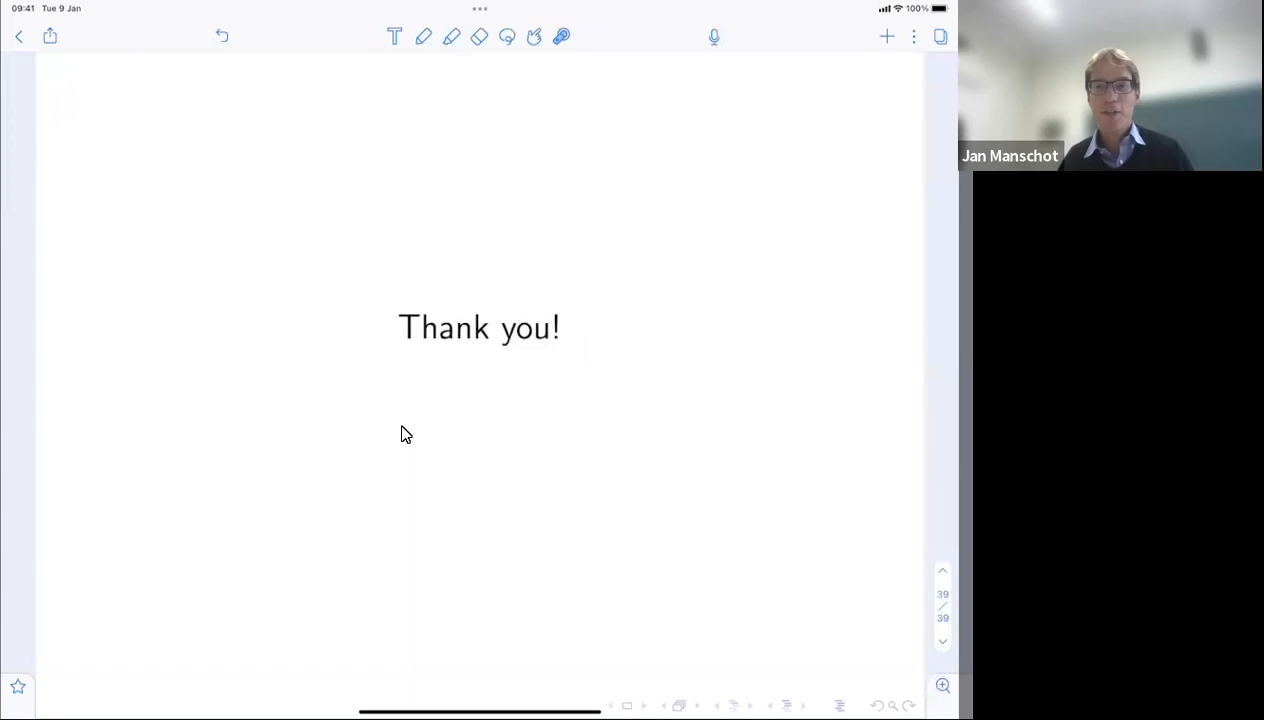 09:41 Tue 9 Jan
100%
Jan Manschot
Thank you!
39
/
39